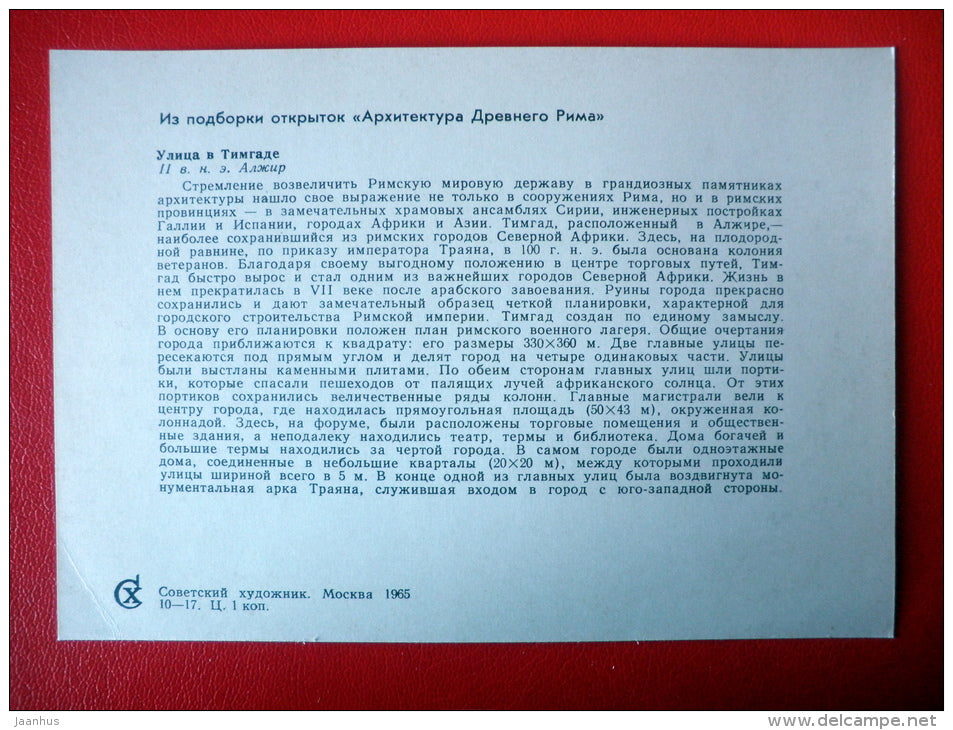 Из подборки открыток «Архитектура Древнего Рима»
Улица в Тимгаде
II в. н. э. Алжир
Стремление возвеличить Римскую мировую державу в грандиозных памятниках
архитектуры нашло свое выражение не только в сооружениях Рима, но и в римских
провинциях — в замечательных храмовых ансамблях Сирии, инженерных постройках
Галлии и Испании, городах Африки и Азии. Тимгад, расположенный в Алжире,—
наиболее сохранившийся из римских городов Северной Африки. Здесь, на плодород-
ной равнине, по приказу императора Траяна, в 100 г. н. э. была основана колония
ветеранов. Благодаря своему выгодному положению в центре торговых путей, Тим-
гад быстро вырос и стал одним из важнейших городов Северной Африки. Жизнь в
нем прекратилась в VII веке после арабского завоевания. Руины города прекрасно
сохранились и дают замечательный образец четкой планировки, характерной для
городского строительства Римской империи. Тимгад создан по единому замыслу.
В основу его планировки положен план римского военного лагеря. Общие очертания
города приближаются к квадрату: его размеры 330×360 м. Две главные улицы пе-
ресекаются под прямым углом и делят город на четыре одинаковых части. Улицы
были выстланы каменными плитами. По обеим сторонам главных улиц шли порти-
ки, которые спасали пешеходов от палящих лучей африканского солнца. От этих
портиков сохранились величественные ряды колонн. Главные магистрали вели к
центру города, где находилась прямоугольная площадь (50×43 м), окруженная ко-
лоннадой. Здесь, на форуме, были расположены торговые помещения и обществен-
ные здания, а неподалеку находились театр, термы и библиотека. Дома богачей и
большие термы находились за чертой города. В самом городе были одноэтажные
дома, соединенные в небольшие кварталы (20×20 м), между которыми проходили
улицы шириной всего в 5 м. В конце одной из главных улиц была воздвигнута мо-
нументальная арка Траяна, служившая входом в город с юго-западной стороны.
СХ
Советский художник. Москва 1965
10—17. Ц. 1 коп.
jaanhus
delcampe.net